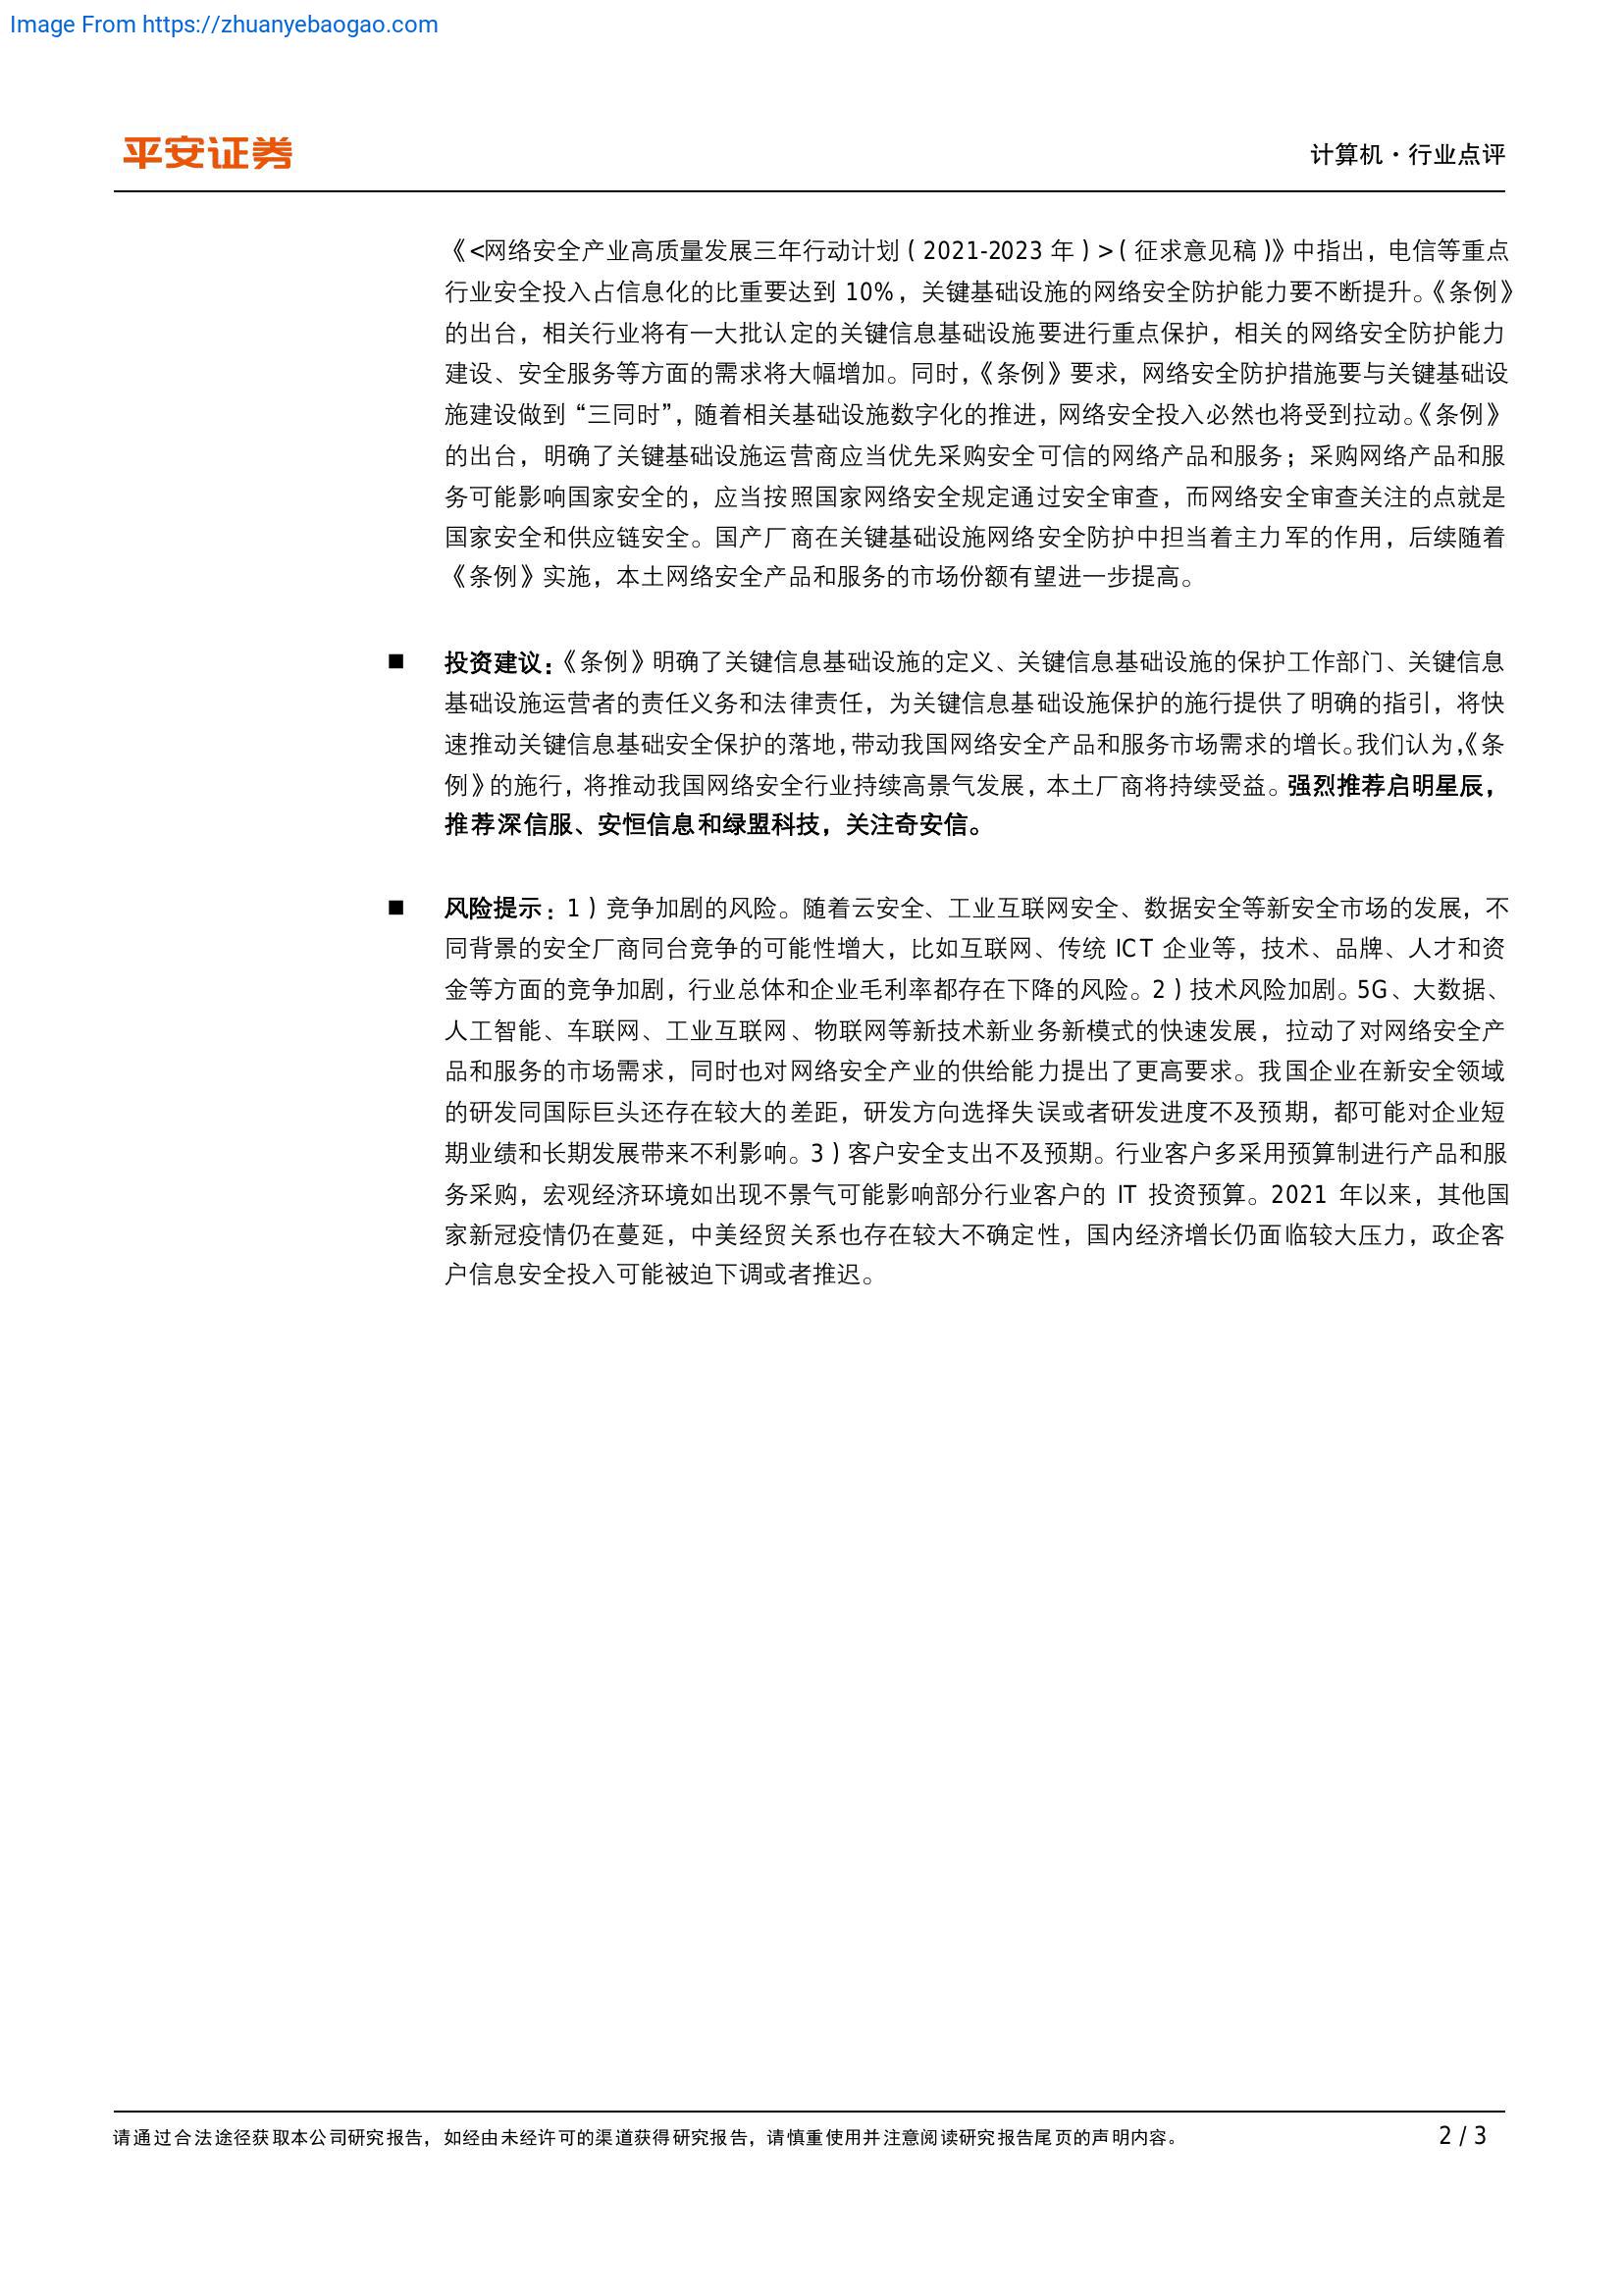 Image From https://zhuanyebaogao.com
平安证券
计算机·行业点评
《<网络安全产业高质量发展三年行动计划（2021-2023 年）>（征求意见稿）》中指出，电信等重点
行业安全投入占信息化的比重要达到 10%，关键基础设施的网络安全防护能力要不断提升。《条例》
的出台，相关行业将有一大批认定的关键信息基础设施要进行重点保护，相关的网络安全防护能力
建设、安全服务等方面的需求将大幅增加。同时，《条例》要求，网络安全防护措施要与关键基础设
施建设做到“三同时”，随着相关基础设施数字化的推进，网络安全投入必然也将受到拉动。《条例》
的出台，明确了关键基础设施运营商应当优先采购安全可信的网络产品和服务；采购网络产品和服
务可能影响国家安全的，应当按照国家网络安全规定通过安全审查，而网络安全审查关注的点就是
国家安全和供应链安全。国产厂商在关键基础设施网络安全防护中担当着主力军的作用，后续随着
《条例》实施，本土网络安全产品和服务的市场份额有望进一步提高。
■ 投资建议：《条例》明确了关键信息基础设施的定义、关键信息基础设施的保护工作部门、关键信息
基础设施运营者的责任义务和法律责任，为关键信息基础设施保护的施行提供了明确的指引，将快
速推动关键信息基础安全保护的落地，带动我国网络安全产品和服务市场需求的增长。我们认为，《条
例》的施行，将推动我国网络安全行业持续高景气发展，本土厂商将持续受益。强烈推荐启明星辰，
推荐深信服、安恒信息和绿盟科技，关注奇安信。
■ 风险提示：1）竞争加剧的风险。随着云安全、工业互联网安全、数据安全等新安全市场的发展，不
同背景的安全厂商同台竞争的可能性增大，比如互联网、传统 ICT 企业等，技术、品牌、人才和资
金等方面的竞争加剧，行业总体和企业毛利率都存在下降的风险。2）技术风险加剧。5G、大数据、
人工智能、车联网、工业互联网、物联网等新技术新业务新模式的快速发展，拉动了对网络安全产
品和服务的市场需求，同时也对网络安全产业的供给能力提出了更高要求。我国企业在新安全领域
的研发同国际巨头还存在较大的差距，研发方向选择失误或者研发进度不及预期，都可能对企业短
期业绩和长期发展带来不利影响。3）客户安全支出不及预期。行业客户多采用预算制进行产品和服
务采购，宏观经济环境如出现不景气可能影响部分行业客户的 IT 投资预算。2021 年以来，其他国
家新冠疫情仍在蔓延，中美经贸关系也存在较大不确定性，国内经济增长仍面临较大压力，政企客
户信息安全投入可能被迫下调或者推迟。
请通过合法途径获取本公司研究报告，如经由未经许可的渠道获得研究报告，请慎重使用并注意阅读研究报告尾页的声明内容。
2 / 3